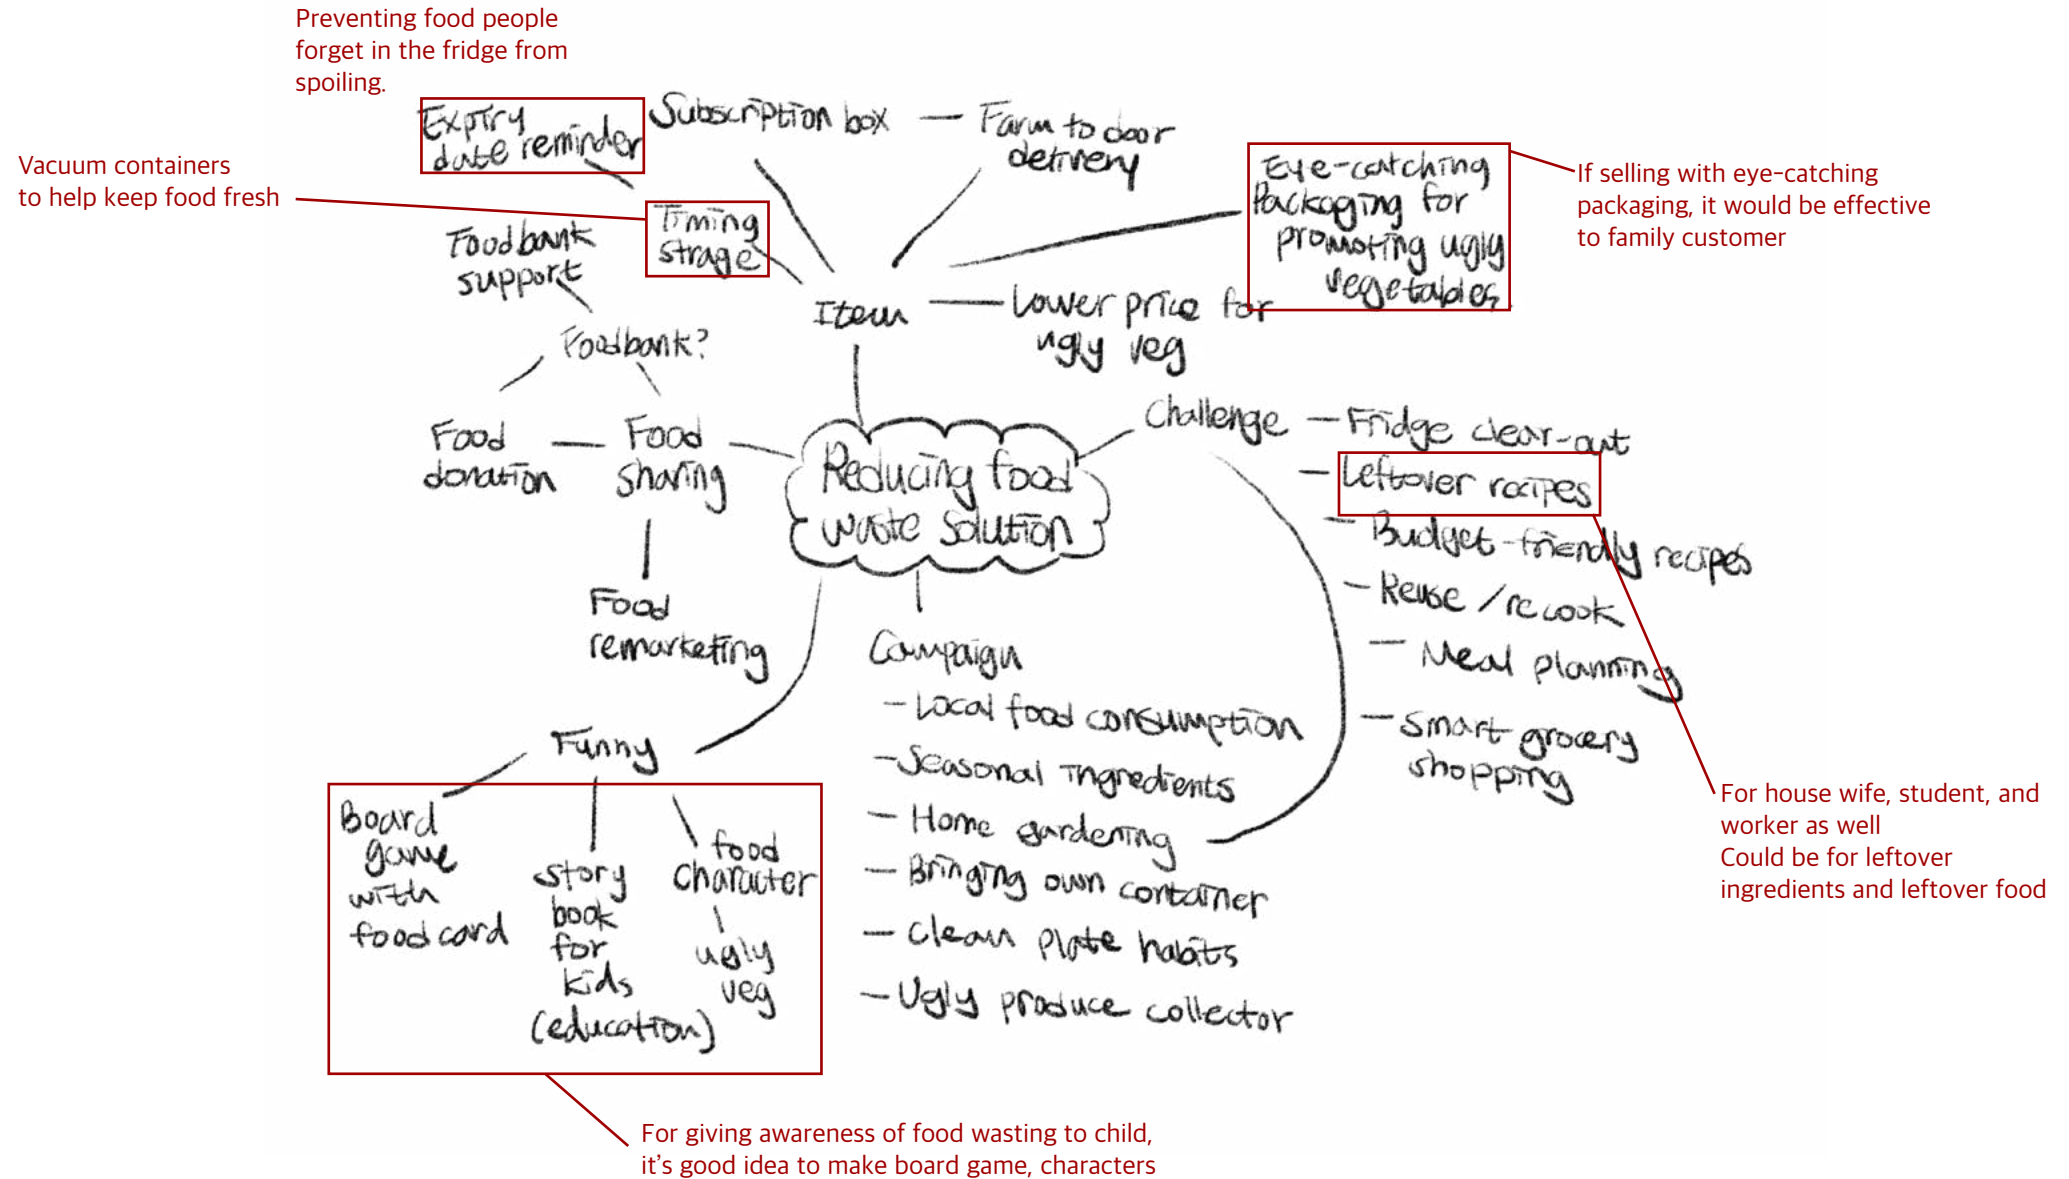 Preventing food people
forget in the fridge from
spoiling.
Expiry
date reminder
Subscription box
Farm to door
delivery
Vacuum containers
to help keep food fresh
Eye-catching
Packaging for
promoting ugly
vegetables
If selling with eye-catching
packaging, it would be effective
to family customer
Timing
strage
Foodbank
support
Item
Lower price for
ugly veg
Foodbank?
Food
donation
Food
sharing
Food
remarketing
Reducing food
waste solution
Challenge
- Fridge clear-out
- Leftover recipes
- Budget-friendly recipes
- Reuse / recook
- Meal planning
- Smart grocery
shopping
For house wife, student, and
worker as well
Could be for leftover
ingredients and leftover food
Campaign
- Local food consumption
- Seasonal ingredients
- Home gardening
- Bringing own container
- Clean plate habits
- Ugly produce collector
Funny
Board
game
with
food card
story
book
for
kids
(education)
food
character
ugly
veg
For giving awareness of food wasting to child,
it's good idea to make board game, characters